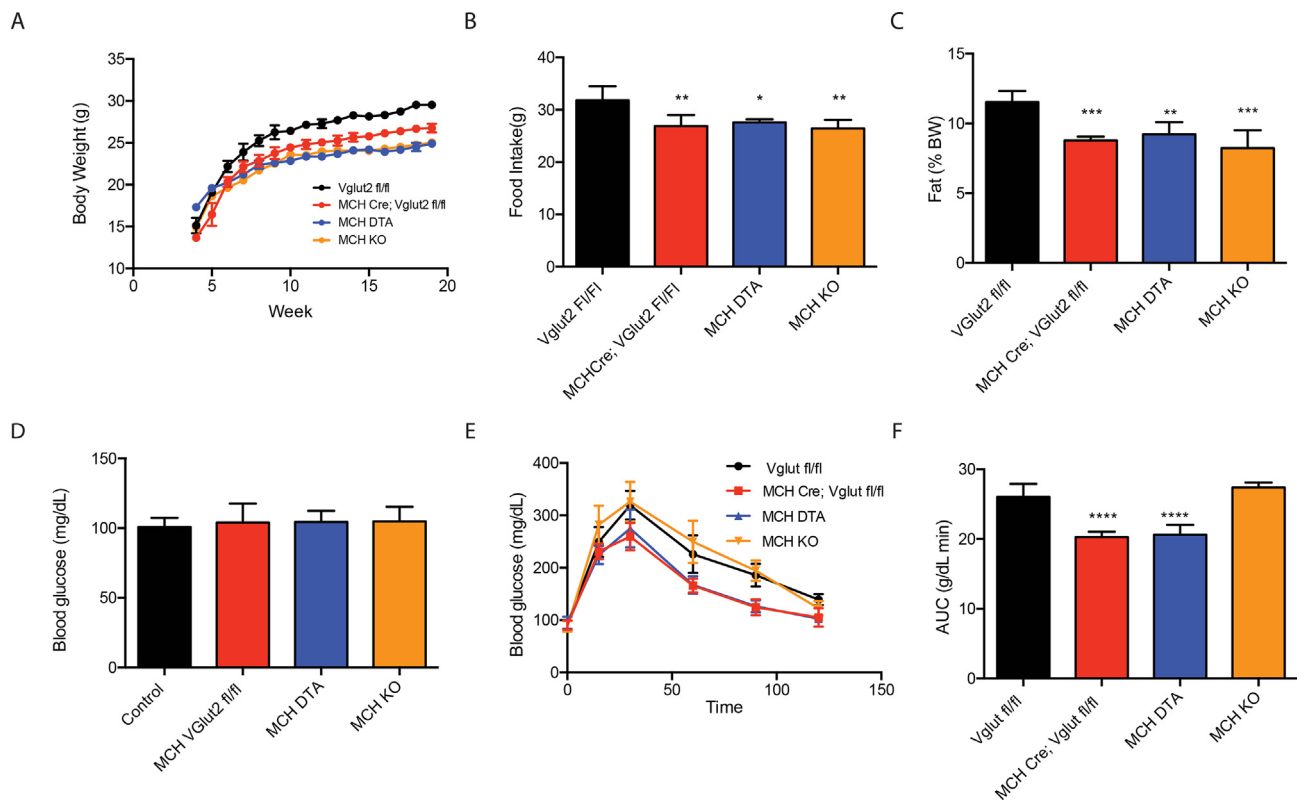 A
Body Weight (g)
35
30
25
20
15
10
0
5
10
15
20
Week
Vglut2 fl/fl
MCH Cre; Vglut2 fl/fl
MCH DTA
MCH KO
B
Food Intake(g)
40
30
20
10
0
**
*
**
Vglut2 Fl/Fl
MCHCre; VGlut2 Fl/Fl
MCH DTA
MCH KO
C
Fat (% BW)
15
10
5
0
***
**
***
VGlut2 fl/fl
MCH Cre; VGlut2 fl/fl
MCH DTA
MCH KO
D
Blood glucose (mg/dL)
150
100
50
0
Control
MCH VGlut2 fl/fl
MCH DTA
MCH KO
E
Blood glucose (mg/dL)
400
300
200
100
0
0
50
100
150
Time
Vglut fl/fl
MCH Cre; Vglut fl/fl
MCH DTA
MCH KO
F
AUC (g/dL min)
30
20
10
0
****
****
Vglut fl/fl
MCH Cre; Vglut fl/fl
MCH DTA
MCH KO